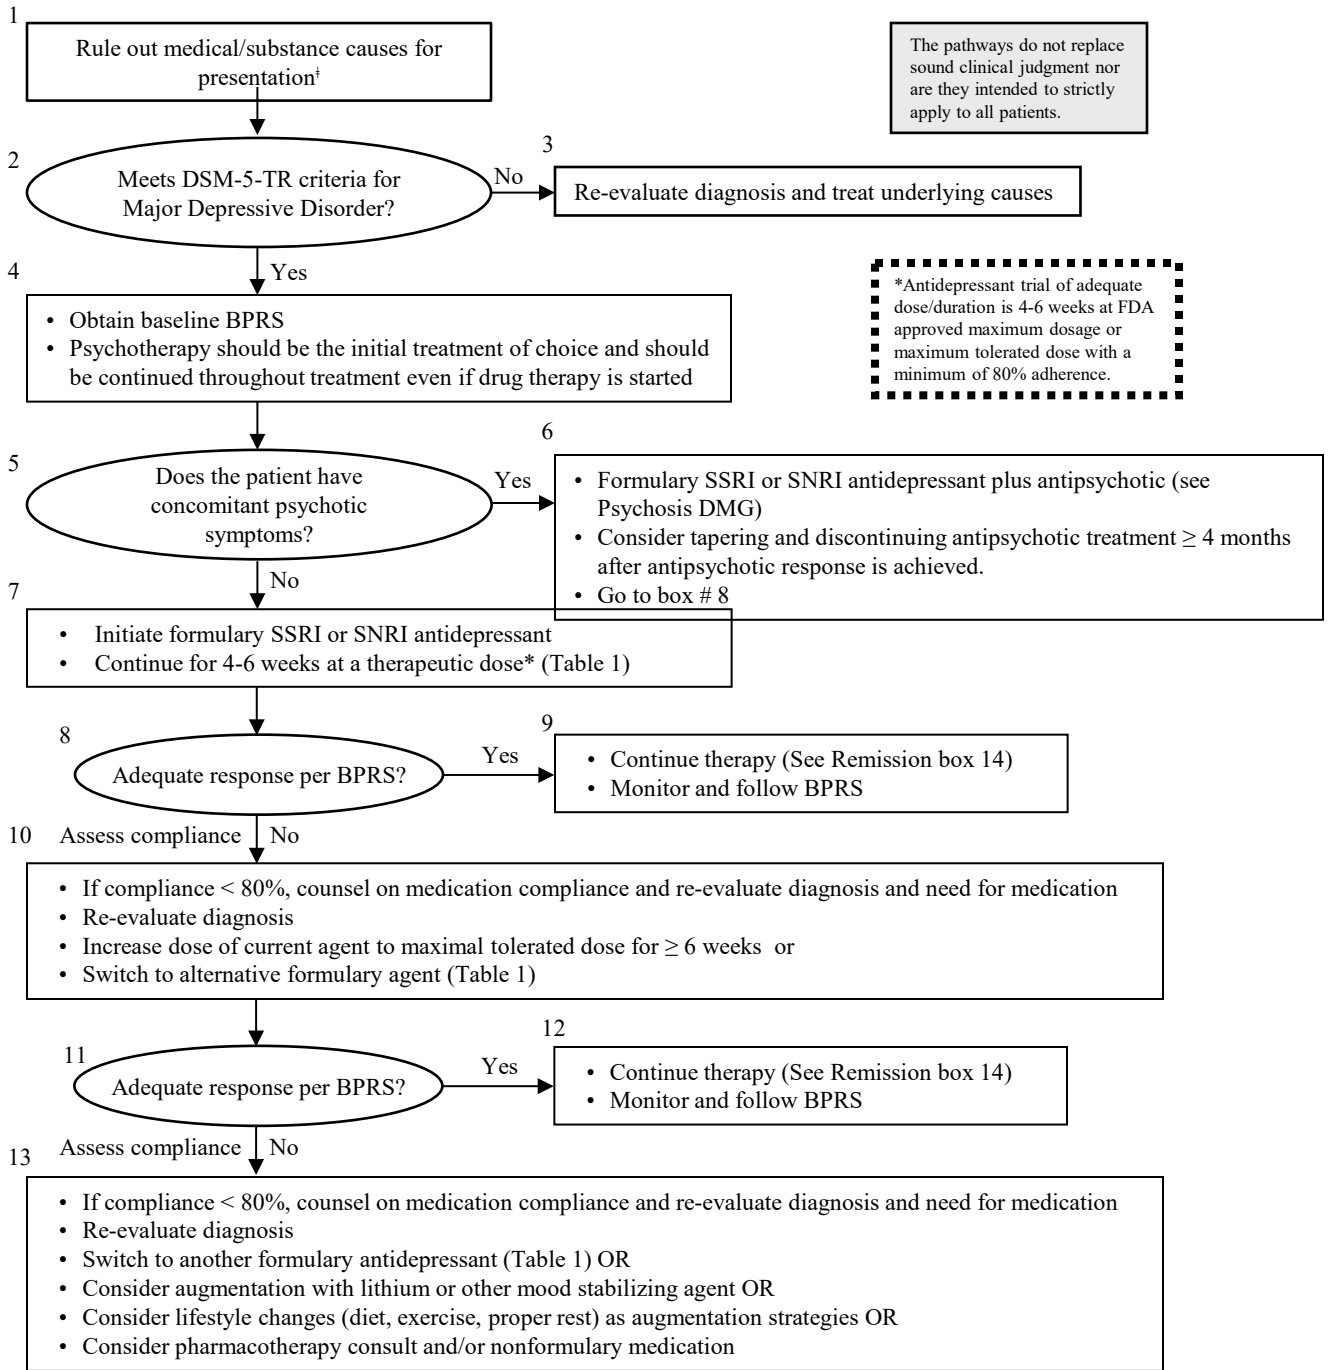 1
Rule out medical/substance causes for
presentation‡
The pathways do not replace
sound clinical judgment nor
are they intended to strictly
apply to all patients.
2
Meets DSM-5-TR criteria for
Major Depressive Disorder?
No
3
Re-evaluate diagnosis and treat underlying causes
Yes
4
• Obtain baseline BPRS
• Psychotherapy should be the initial treatment of choice and should
be continued throughout treatment even if drug therapy is started
*Antidepressant trial of adequate
dose/duration is 4-6 weeks at FDA
approved maximum dosage or
maximum tolerated dose with a
minimum of 80% adherence.
5
Does the patient have
concomitant psychotic
symptoms?
Yes
6
• Formulary SSRI or SNRI antidepressant plus antipsychotic (see
Psychosis DMG)
• Consider tapering and discontinuing antipsychotic treatment ≥ 4 months
after antipsychotic response is achieved.
• Go to box # 8
No
7
• Initiate formulary SSRI or SNRI antidepressant
• Continue for 4-6 weeks at a therapeutic dose* (Table 1)
8
Adequate response per BPRS?
Yes
9
• Continue therapy (See Remission box 14)
• Monitor and follow BPRS
10
Assess compliance
No
• If compliance < 80%, counsel on medication compliance and re-evaluate diagnosis and need for medication
• Re-evaluate diagnosis
• Increase dose of current agent to maximal tolerated dose for ≥ 6 weeks or
• Switch to alternative formulary agent (Table 1)
11
Adequate response per BPRS?
Yes
12
• Continue therapy (See Remission box 14)
• Monitor and follow BPRS
Assess compliance
No
13
• If compliance < 80%, counsel on medication compliance and re-evaluate diagnosis and need for medication
• Re-evaluate diagnosis
• Switch to another formulary antidepressant (Table 1) OR
• Consider augmentation with lithium or other mood stabilizing agent OR
• Consider lifestyle changes (diet, exercise, proper rest) as augmentation strategies OR
• Consider pharmacotherapy consult and/or nonformulary medication